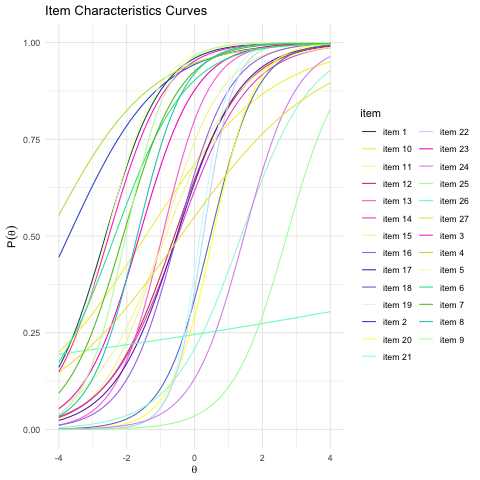 Item Characteristics Curves
1.00
0.75
0.50
0.25
0.00
P(θ)
-4 -2 0 2 4
θ
item
item 1 item 22
item 10 item 23
item 11 item 24
item 12 item 25
item 13 item 26
item 14 item 27
item 15 item 3
item 16 item 4
item 17 item 5
item 18 item 6
item 19 item 7
item 2 item 8
item 20 item 9
item 21